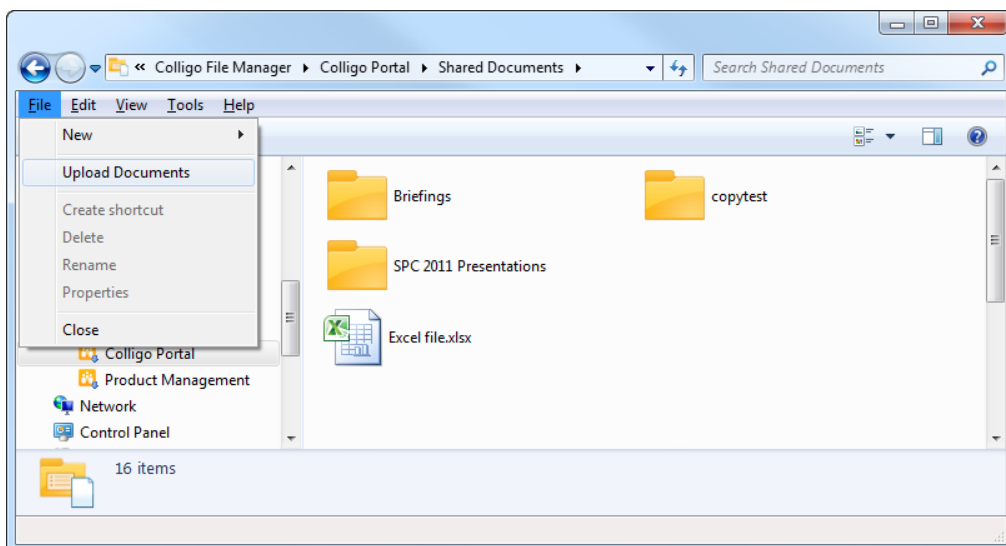 « Colligo File Manager ▸ Colligo Portal ▸ Shared Documents ▸
Search Shared Documents
File Edit View Tools Help
New
Upload Documents
Create shortcut
Delete
Rename
Properties
Close
Colligo Portal
Product Management
Network
Control Panel
Briefings
copytest
SPC 2011 Presentations
Excel file.xlsx
16 items